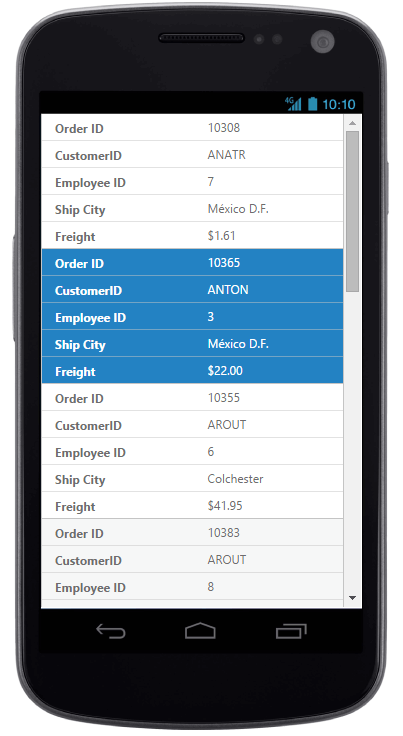 4G 10:10
Order ID 10308
CustomerID ANATR
Employee ID 7
Ship City México D.F.
Freight $1.61
Order ID 10365
CustomerID ANTON
Employee ID 3
Ship City México D.F.
Freight $22.00
Order ID 10355
CustomerID AROUT
Employee ID 6
Ship City Colchester
Freight $41.95
Order ID 10383
CustomerID AROUT
Employee ID 8